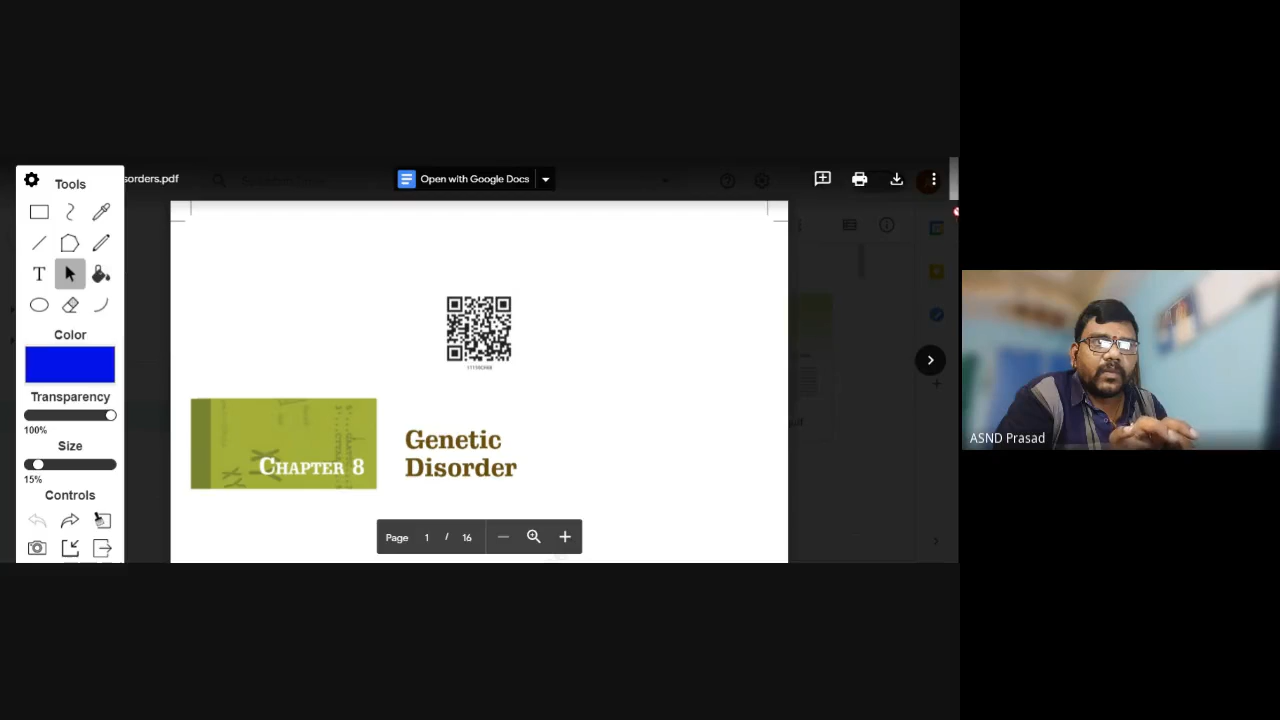 Tools
sorders.pdf
Open with Google Docs
T
Color
Transparency
100%
Size
15%
Controls
CHAPTER 8
Genetic
Disorder
Page 1 / 16
ASND Prasad